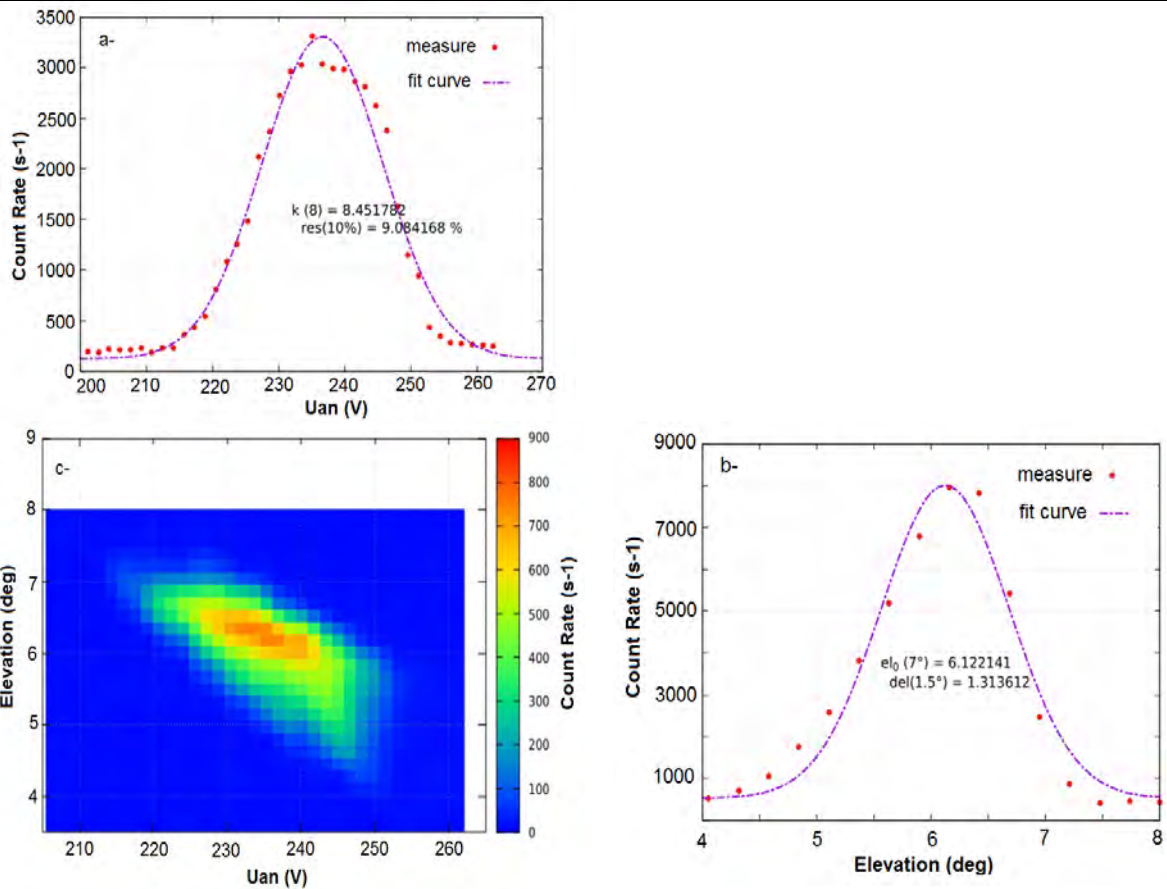 a-
measure
fit curve
3500
3000
2500
2000
1500
1000
500
0
Count Rate (s-1)
k (8) = 8.451782
res(10%) = 9.084168 %
200 210 220 230 240 250 260 270
Uan (V)
c-
9
8
7
6
5
4
Elevation (deg)
210 220 230 240 250 260
Uan (V)
900
800
700
600
500
400
300
200
100
0
Count Rate (s-1)
b-
measure
fit curve
9000
7000
5000
3000
1000
Count Rate (s-1)
el₀ (7°) = 6.122141
del(1.5°) = 1.313612
4 5 6 7 8
Elevation (deg)